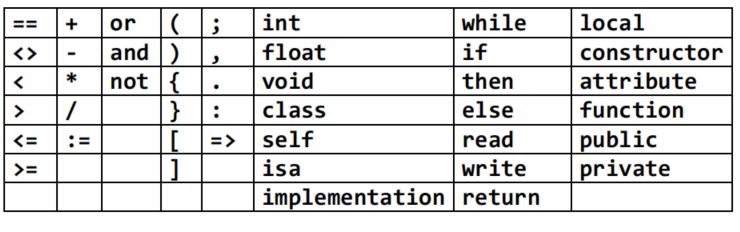 == + or ( ; int while local
<> - and ) , float if constructor
< * not { . void then attribute
> / } : class else function
<= := [ => self read public
>= ] isa write private
implementation return